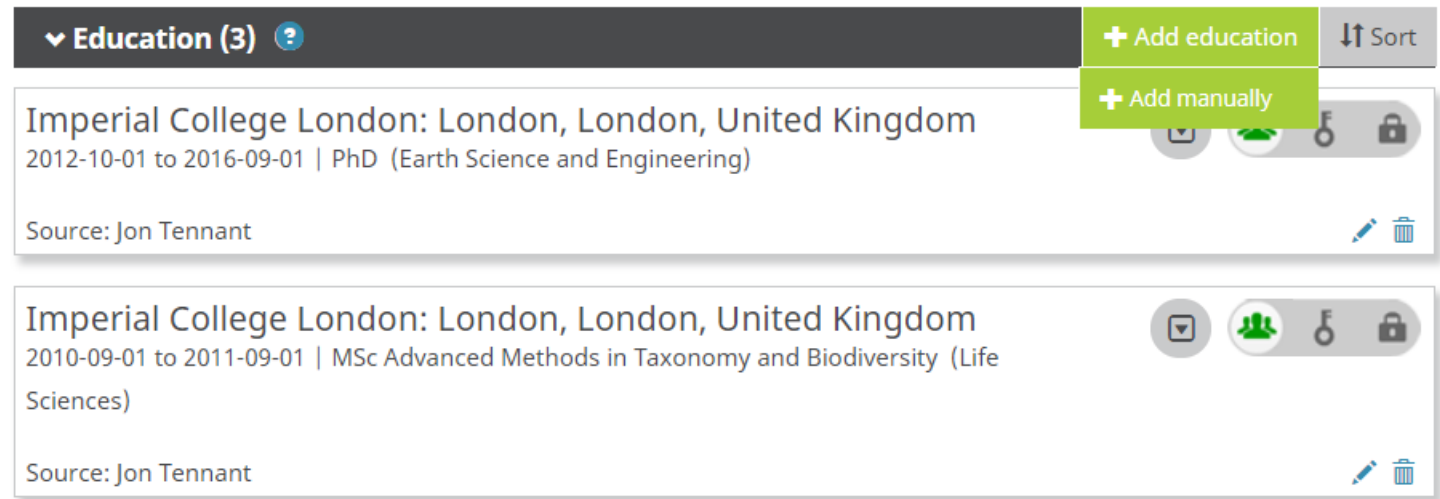 Education (3) ?
+ Add education
Sort
+ Add manually
Imperial College London: London, London, United Kingdom
2012-10-01 to 2016-09-01 | PhD (Earth Science and Engineering)
Source: Jon Tennant
Imperial College London: London, London, United Kingdom
2010-09-01 to 2011-09-01 | MSc Advanced Methods in Taxonomy and Biodiversity (Life
Sciences)
Source: Jon Tennant